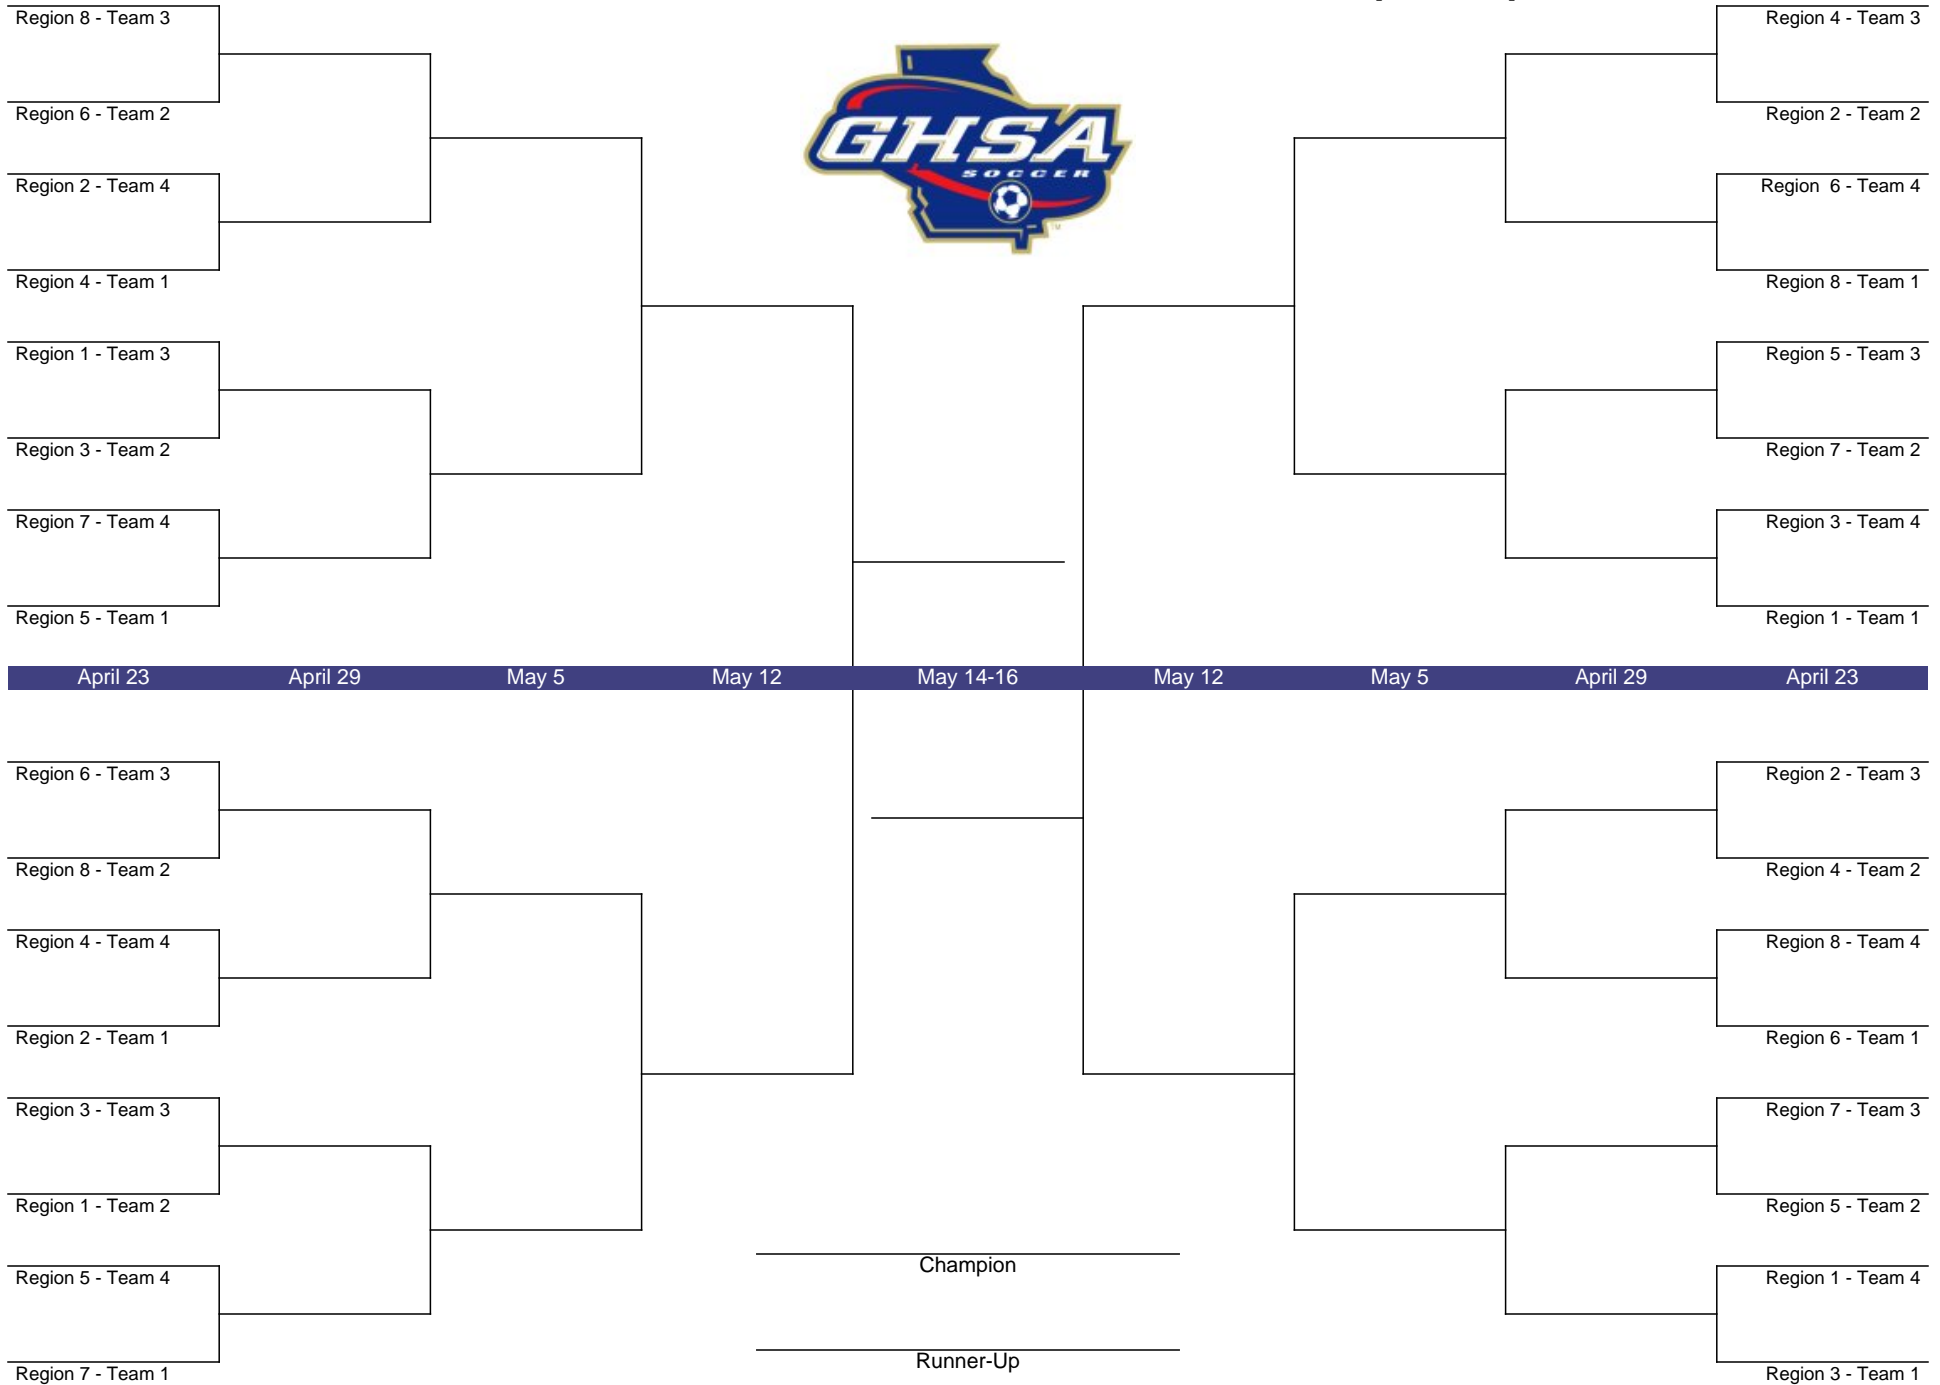 Region 8 - Team 3
Region 6 - Team 2
Region 2 - Team 4
Region 4 - Team 1
Region 1 - Team 3
Region 3 - Team 2
Region 7 - Team 4
Region 5 - Team 1
GHSA
SOCCER
TM
Region 4 - Team 3
Region 2 - Team 2
Region 6 - Team 4
Region 8 - Team 1
Region 5 - Team 3
Region 7 - Team 2
Region 3 - Team 4
Region 1 - Team 1
April 23 April 29 May 5 May 12 May 14-16 May 12 May 5 April 29 April 23
Region 6 - Team 3
Region 8 - Team 2
Region 4 - Team 4
Region 2 - Team 1
Region 3 - Team 3
Region 1 - Team 2
Region 5 - Team 4
Region 7 - Team 1
Champion
Runner-Up
Region 2 - Team 3
Region 4 - Team 2
Region 8 - Team 4
Region 6 - Team 1
Region 7 - Team 3
Region 5 - Team 2
Region 1 - Team 4
Region 3 - Team 1